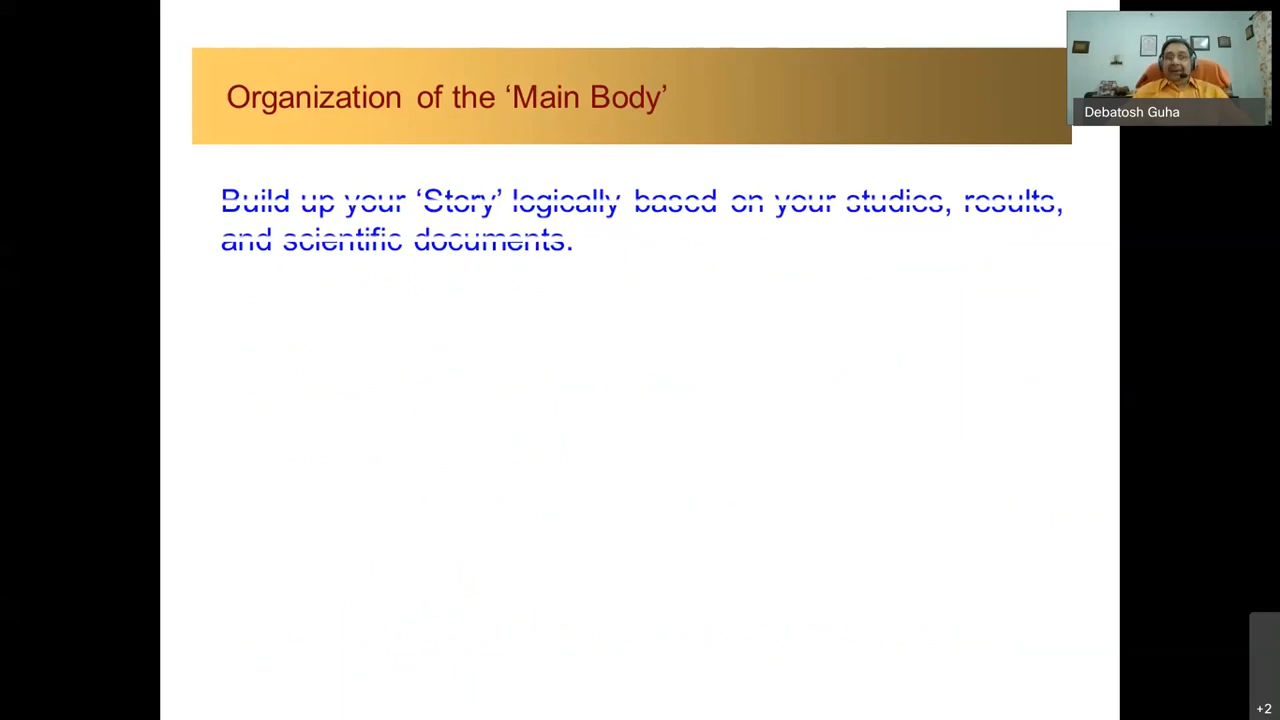 Organization of the ‘Main Body’
Debatosh Guha
Build up your ‘Story’ logically based on your studies, results,
and scientific documents.
+2